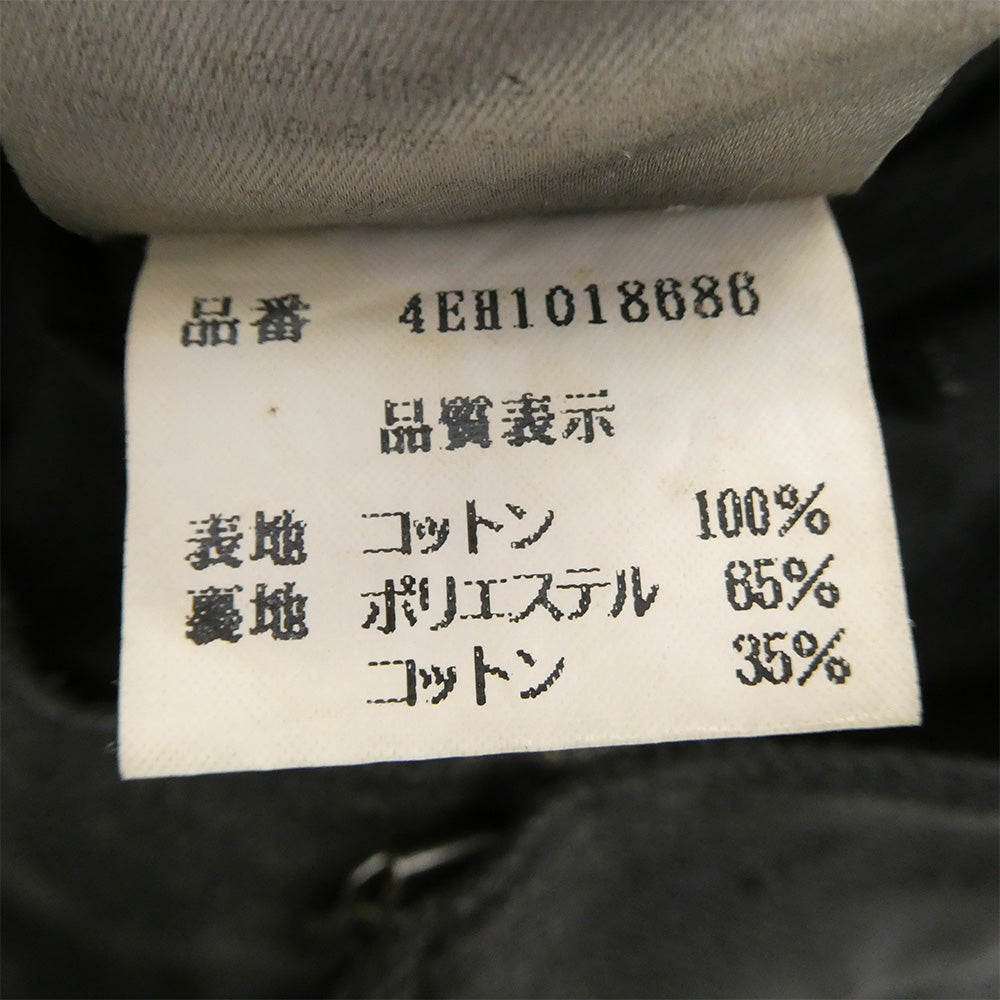 品番 4EH1018686
品質表示
表地 コットン 100%
裏地 ポリエステル 65%
コットン 35%